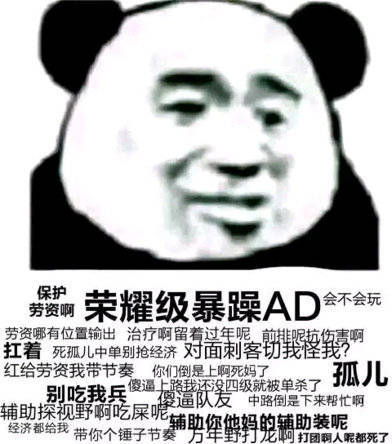 保护
劳资啊 荣耀级暴躁AD 会不会玩
劳资哪有位置输出 治疗啊留着过年呢 前排呢抗伤害啊
扛着 死孤儿中单别抢经济 对面刺客切我怪我?
红给劳资我带节奏 你们倒是上啊死妈了 孤儿
别吃我兵 傻逼上路我还没四级就被单杀了
傻逼队友 中路倒是下来帮忙啊
辅助探视野啊吃屎呢 辅助你他妈的辅助装呢
经济都给我 带你个锤子节奏 万年野打龙啊 打团啊人呢都死了